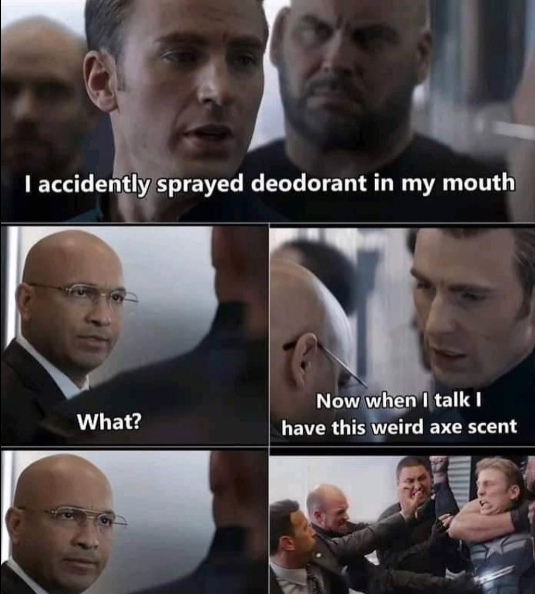 I accidently sprayed deodorant in my mouth
What?
Now when I talk I
have this weird axe scent